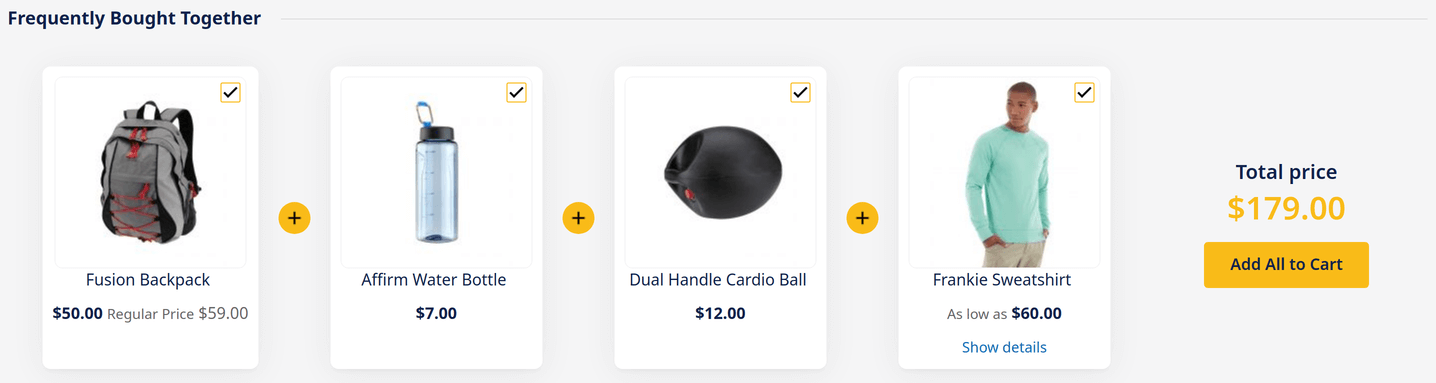 Frequently Bought Together
Fusion Backpack
$50.00 Regular Price $59.00
Affirm Water Bottle
$7.00
Dual Handle Cardio Ball
$12.00
Frankie Sweatshirt
As low as $60.00
Show details
Total price
$179.00
Add All to Cart